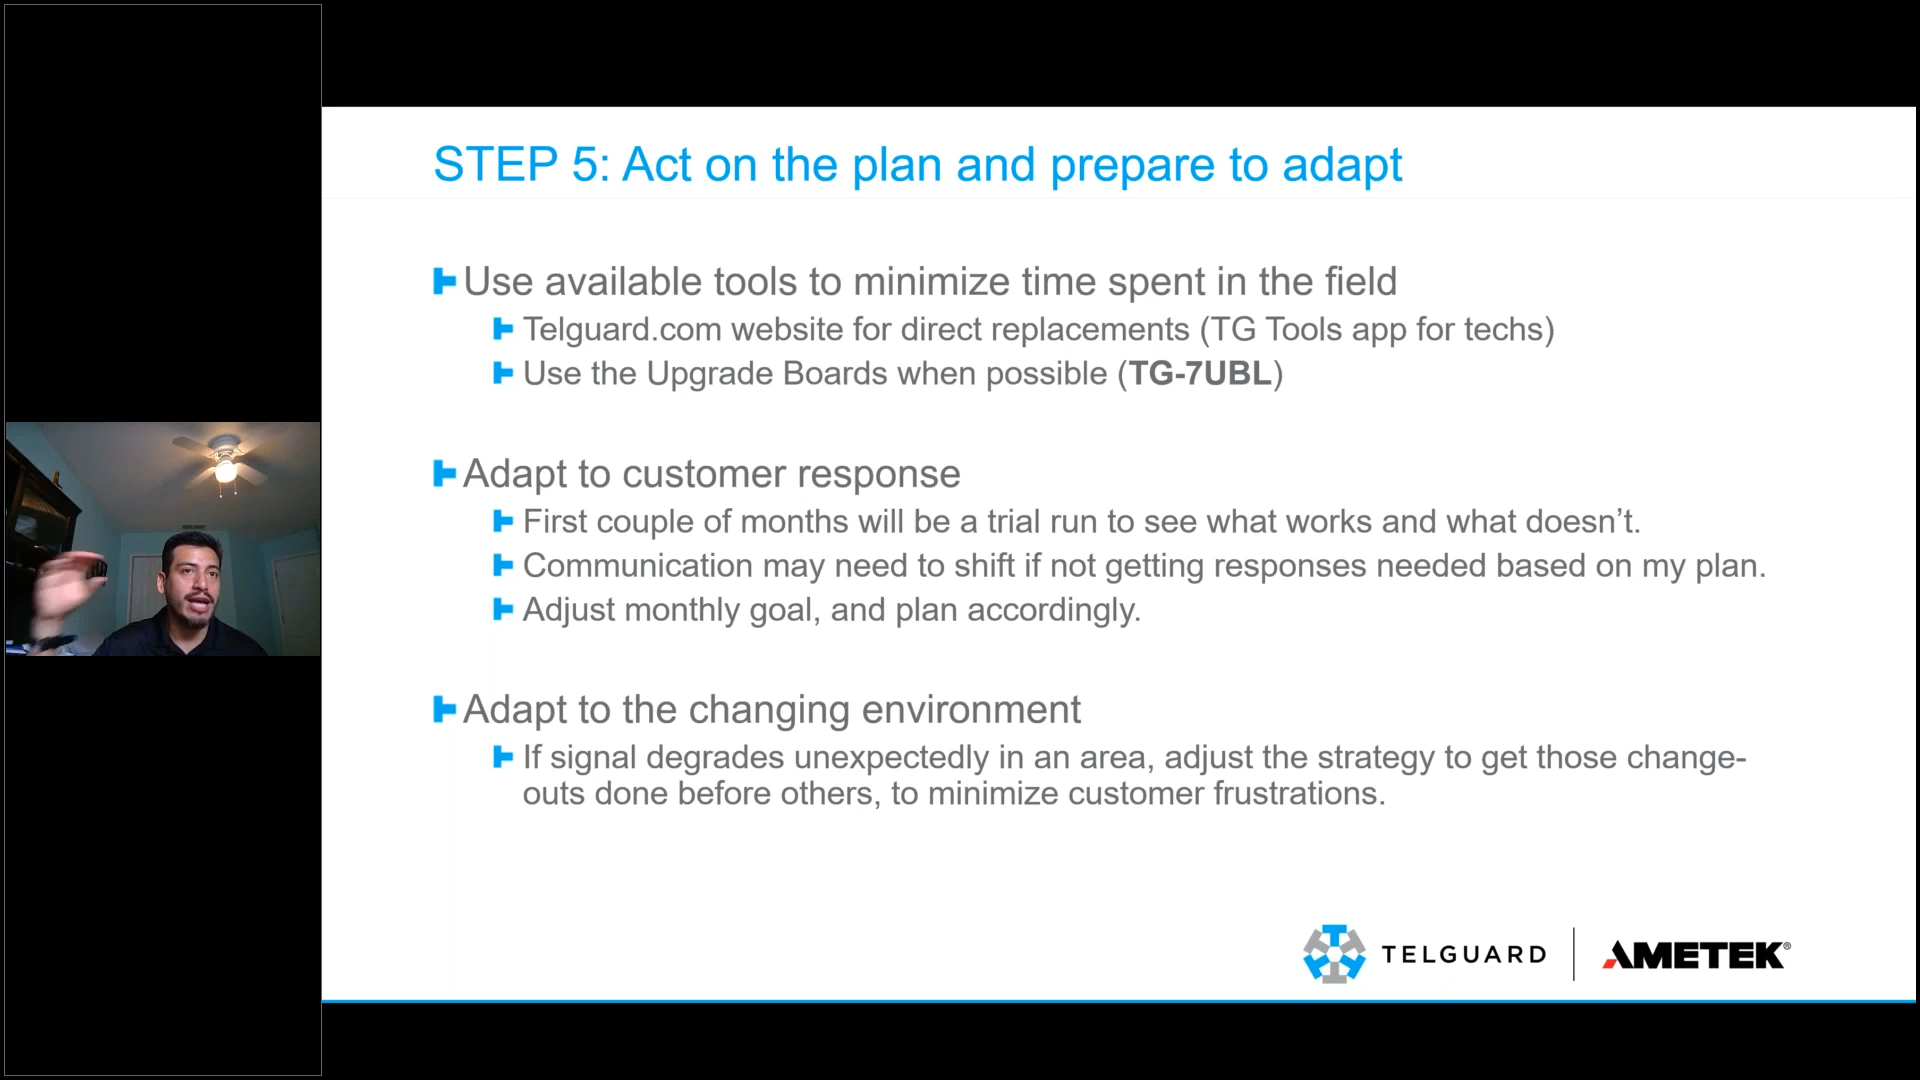 STEP 5: Act on the plan and prepare to adapt
Use available tools to minimize time spent in the field
Telguard.com website for direct replacements (TG Tools app for techs)
Use the Upgrade Boards when possible (TG-7UBL)
Adapt to customer response
First couple of months will be a trial run to see what works and what doesn’t.
Communication may need to shift if not getting responses needed based on my plan.
Adjust monthly goal, and plan accordingly.
Adapt to the changing environment
If signal degrades unexpectedly in an area, adjust the strategy to get those change-
outs done before others, to minimize customer frustrations.
TELGUARD
AMETEK®